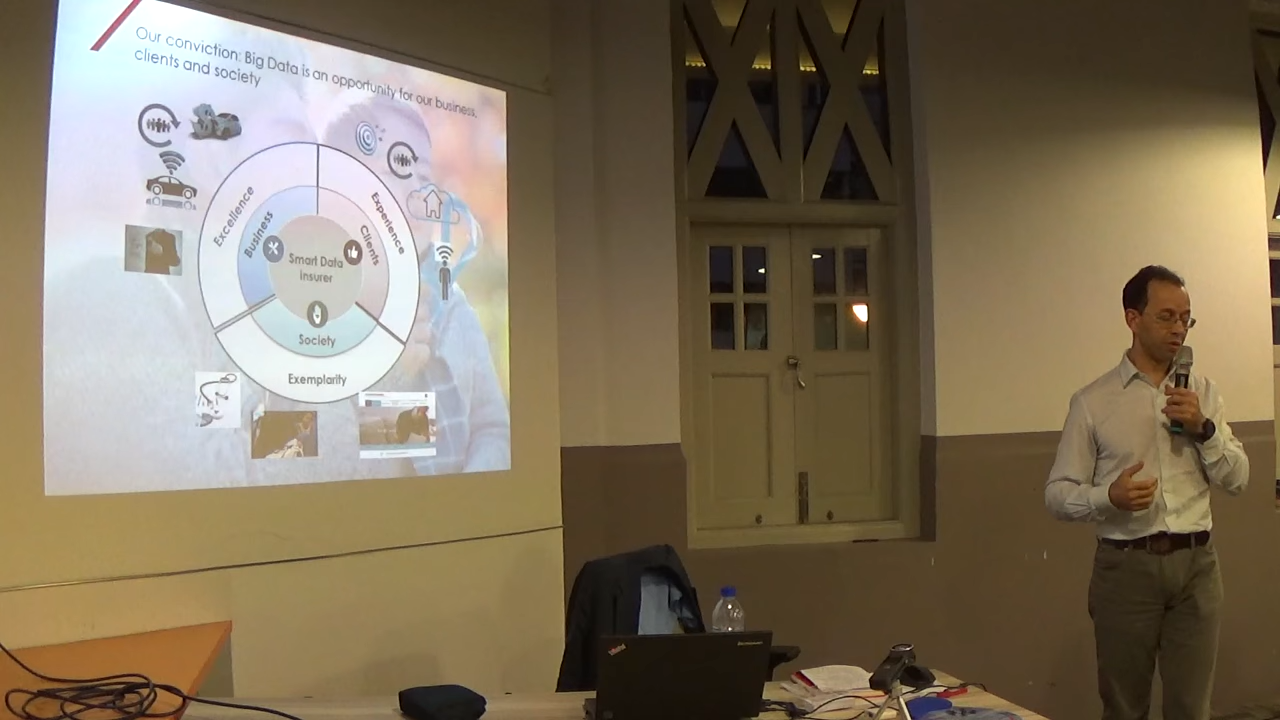 Our conviction: Big Data is an opportunity for our business,
clients and society
Excellence
Business
Experience
Clients
Smart Data
insurer
Society
Exemplarity